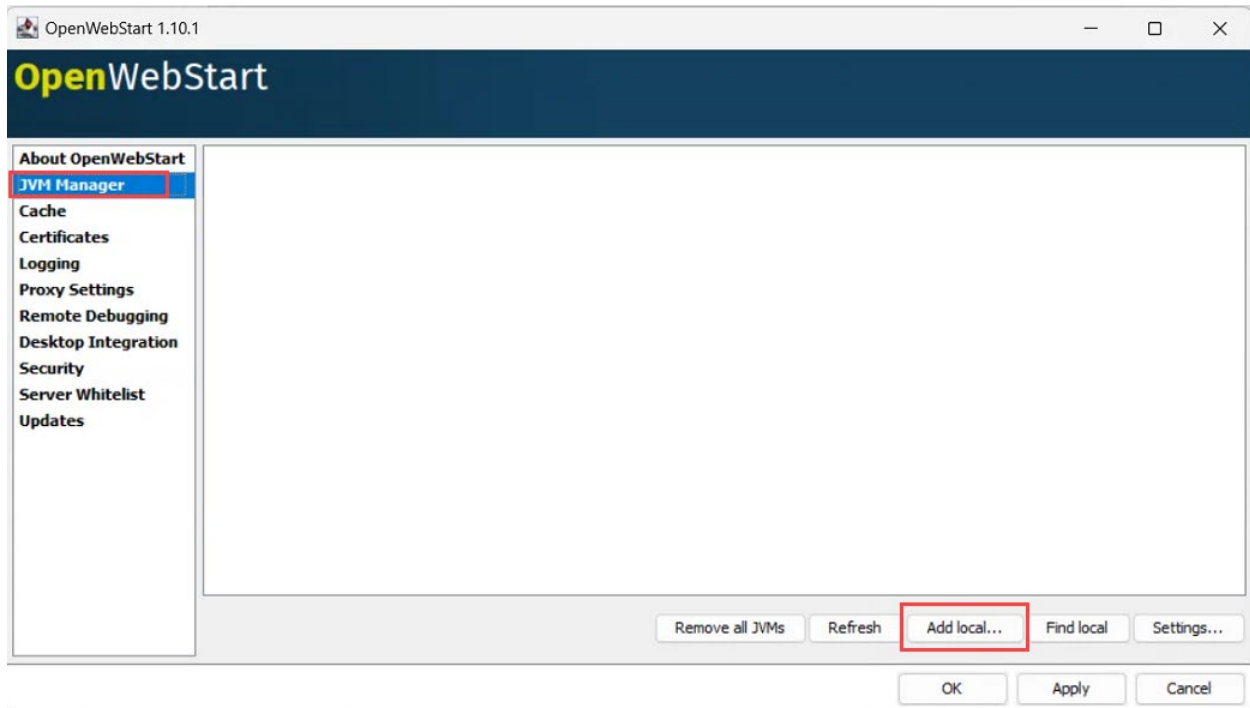 OpenWebStart 1.10.1
OpenWebStart
About OpenWebStart
JVM Manager
Cache
Certificates
Logging
Proxy Settings
Remote Debugging
Desktop Integration
Security
Server Whitelist
Updates
Remove all JVMs Refresh Add local... Find local Settings...
OK Apply Cancel